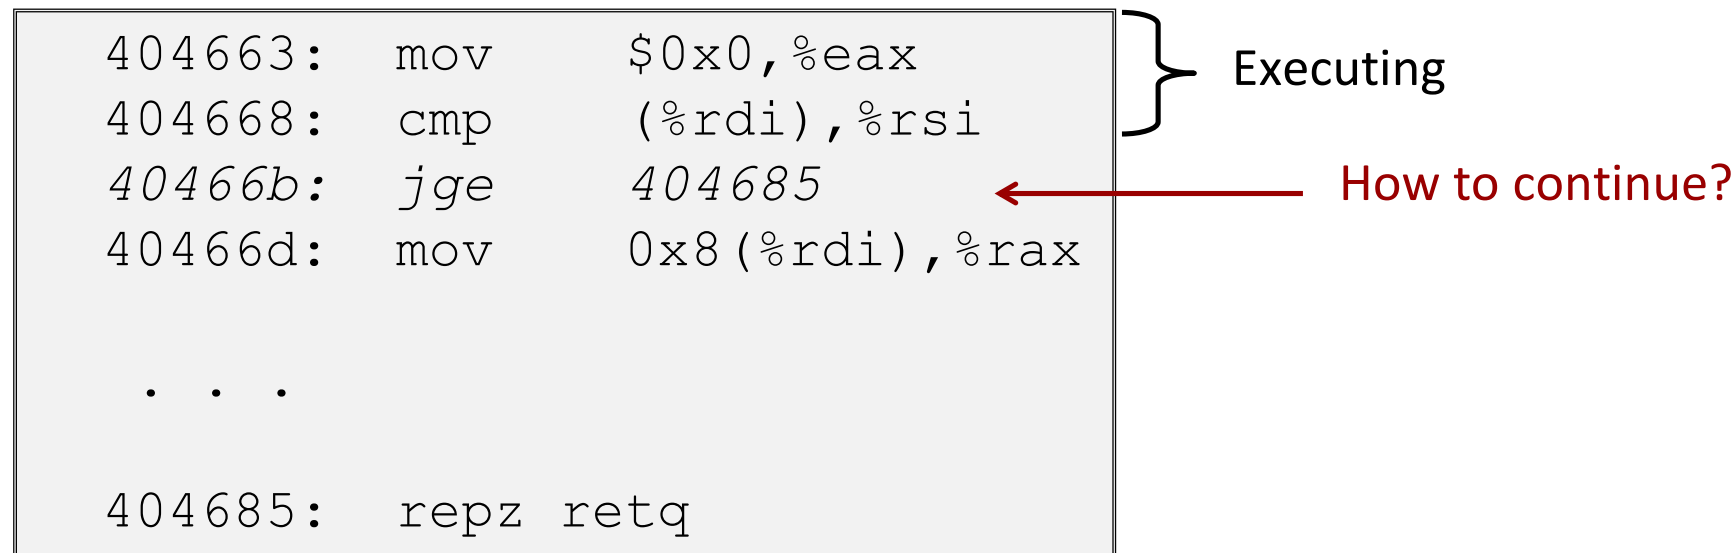 404663: mov $0x0,%eax
404668: cmp (%rdi),%rsi
40466b: jge 404685
40466d: mov 0x8(%rdi),%rax
. . .
404685: repz retq
Executing
How to continue?